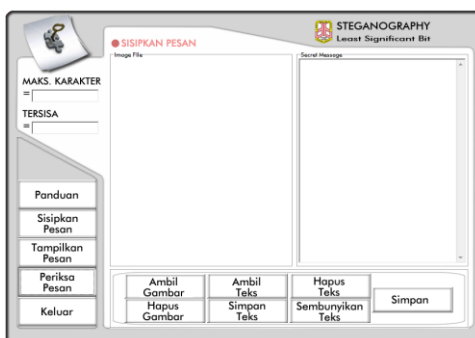 STEGANOGRAPHY
Least Significant Bit
SISIPKAN PESAN
Image File
Secret Message
MAKS. KARAKTER
=
TERSISA
=
Panduan
Sisipkan
Pesan
Tampilkan
Pesan
Periksa
Pesan
Keluar
Ambil
Gambar
Ambil
Teks
Hapus
Teks
Hapus
Gambar
Simpan
Teks
Sembunyikan
Teks
Simpan